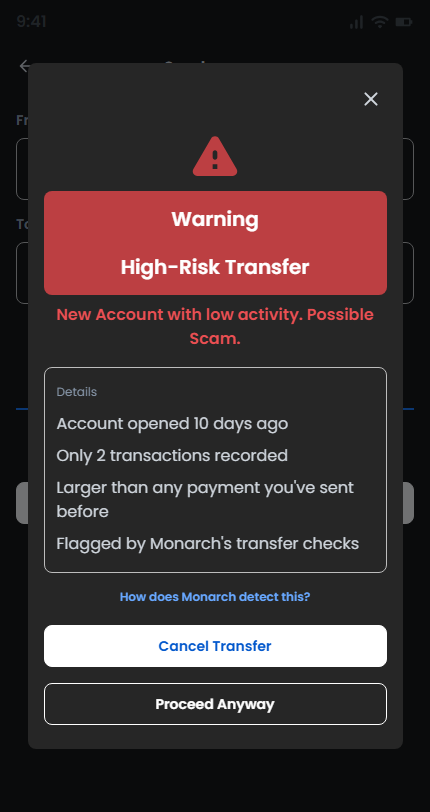 9:41
Warning
High-Risk Transfer
New Account with low activity. Possible
Scam.
Details
Account opened 10 days ago
Only 2 transactions recorded
Larger than any payment you've sent
before
Flagged by Monarch's transfer checks
How does Monarch detect this?
Cancel Transfer
Proceed Anyway